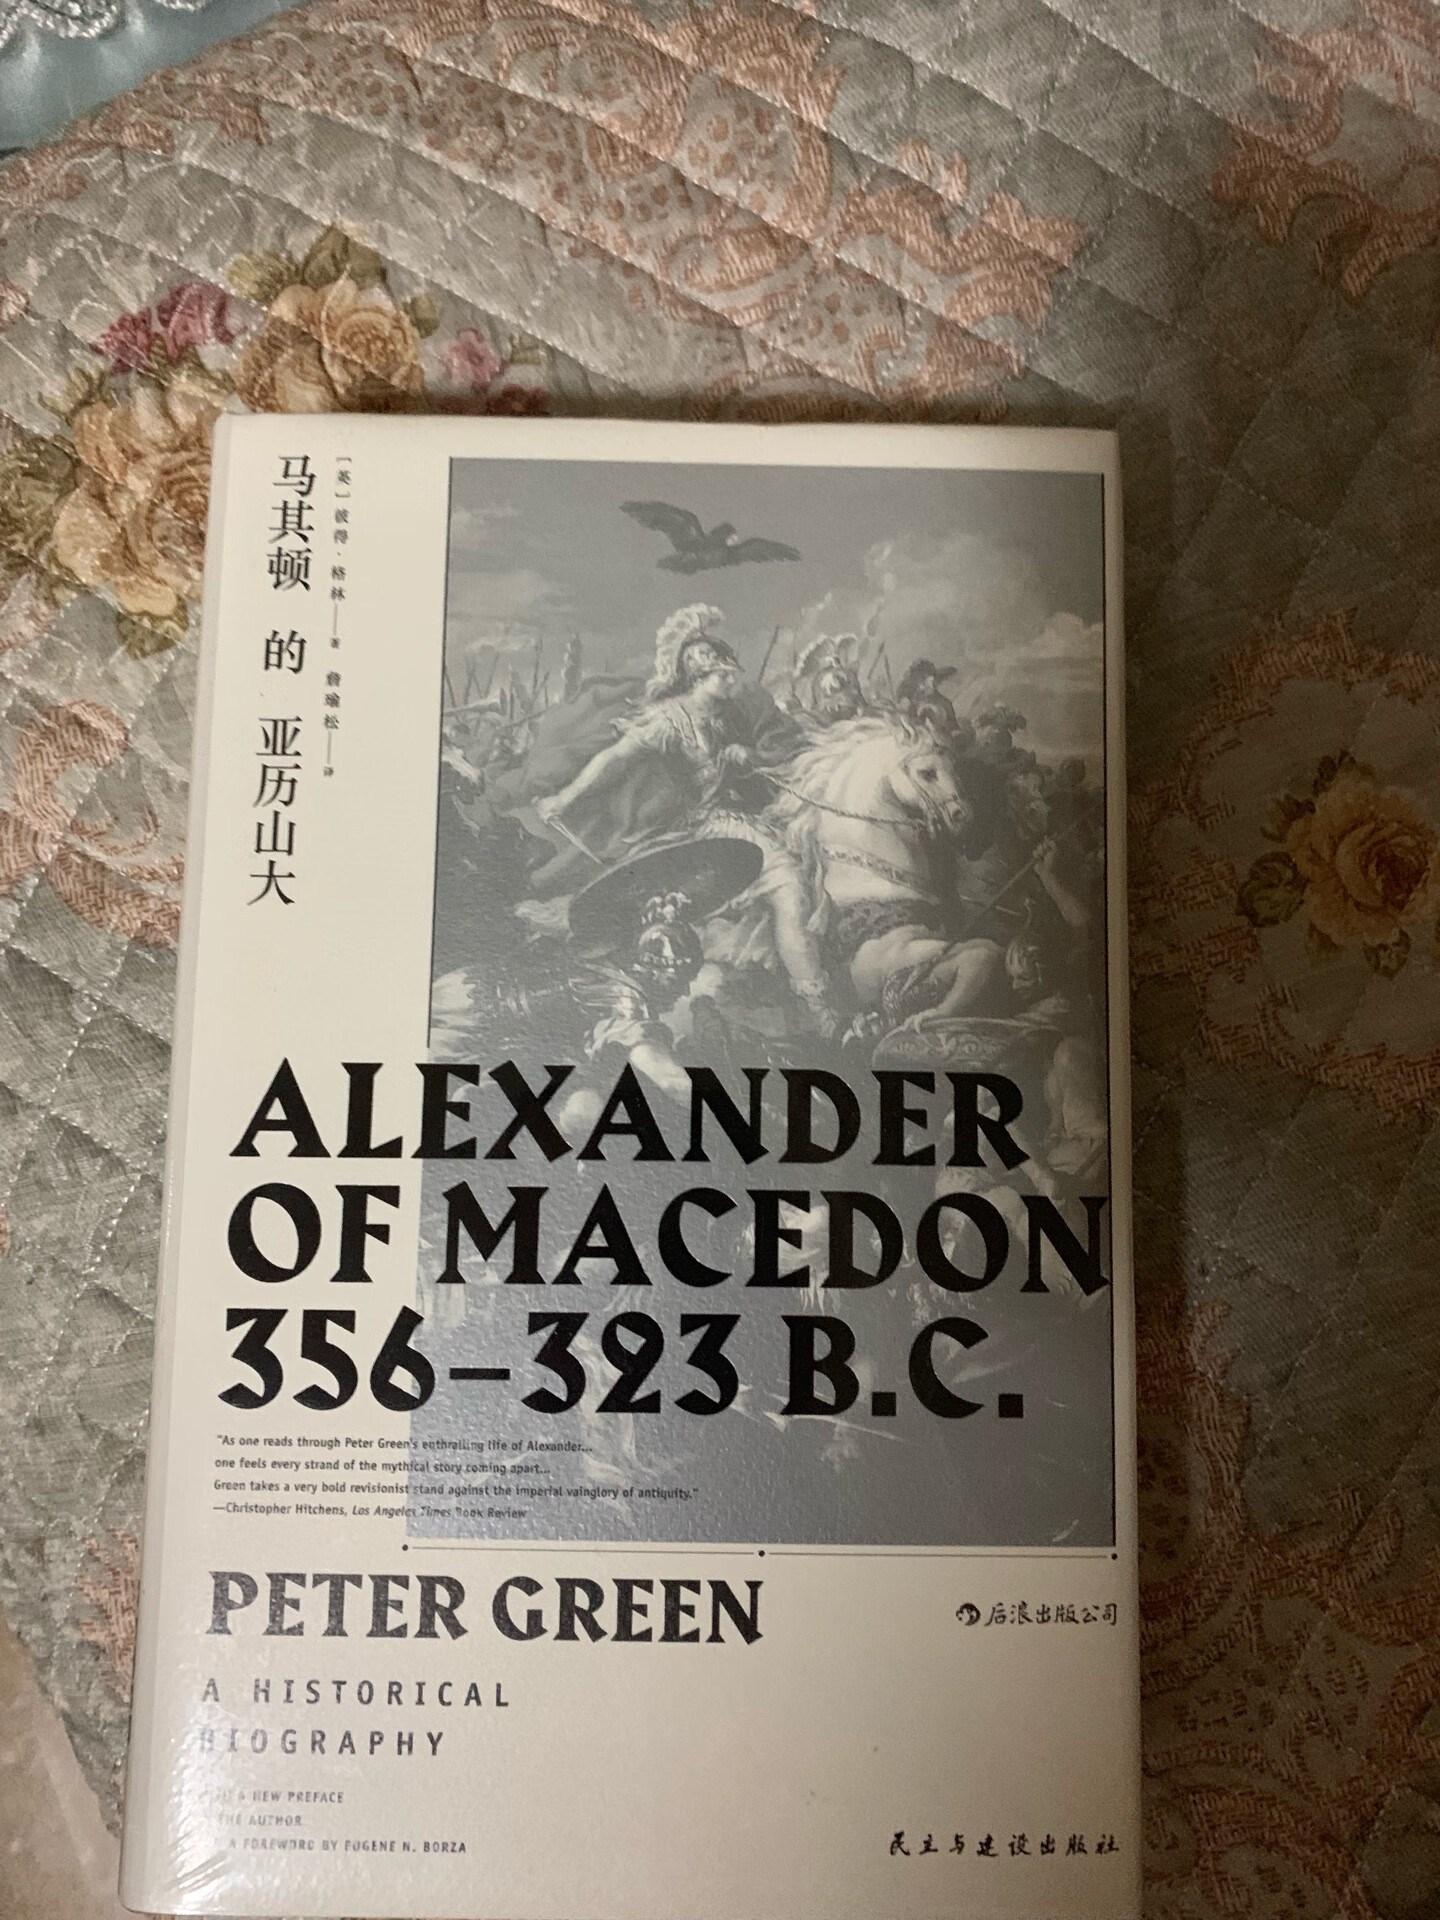 马其顿 的 亚历山大
[英] 彼得·格林——著 詹瑜松——译
ALEXANDER
OF MACEDON
356–323 B.C.
"As one reads through Peter Green's enthralling life of Alexander...
one feels every strand of the mythical story coming apart...
Green takes a very bold revisionist stand against the imperial vainglory of antiquity."
—Christopher Hitchens, Los Angeles Times Book Review
PETER GREEN
后浪出版公司
A HISTORICAL
BIOGRAPHY
A NEW PREFACE
THE AUTHOR
A FOREWORD BY EUGENE N. BORZA
民主与建设出版社